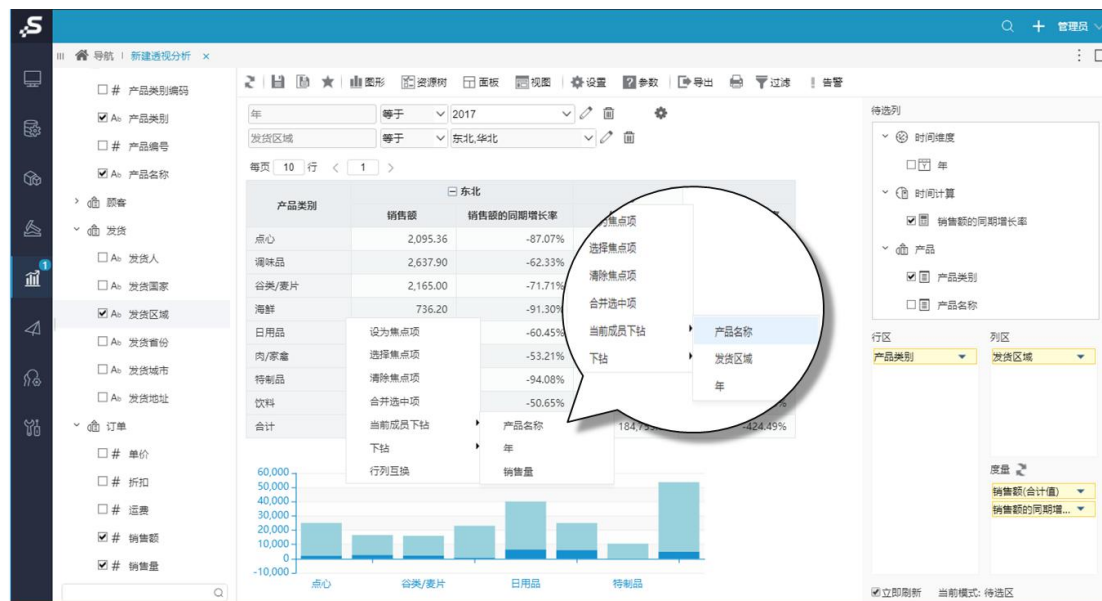 管理员
导航
新建透视分析 ×
产品类别编码
产品类别
产品编号
产品名称
顾客
发货
发货人
发货国家
发货区域
发货省份
发货城市
发货地址
订单
单价
折扣
运费
销售额
销售量
图形 资源树 面板 视图 设置 参数 导出 过滤 告警
年 等于 2017
发货区域 等于 东北,华北
每页 10 行 < 1 >
产品类别 东北
销售额 销售额的同期增长率
点心 2,095.36 -87.07%
调味品 2,637.90 -62.33%
谷类/麦片 2,165.00 -71.71%
海鲜 736.20 -91.30%
日用品 -60.45%
肉/家禽 -53.21%
特制品 -94.08%
饮料 -50.65%
合计 -424.49%
设为焦点项
选择焦点项
清除焦点项
合并选中项
当前成员下钻
下钻
行列互换
产品名称
年
销售量
选择焦点项
清除焦点项
合并选中项
当前成员下钻
下钻
产品名称
发货区域
年
60,000
50,000
40,000
30,000
20,000
10,000
0
-10,000
点心 谷类/麦片 日用品 特制品
待选列
时间维度
年
时间计算
销售额的同期增长率
产品
产品类别
产品名称
行区 列区
产品类别 发货区域
度量
销售额(合计值)
销售额的同期增...
立即刷新 当前模式: 待选区
1